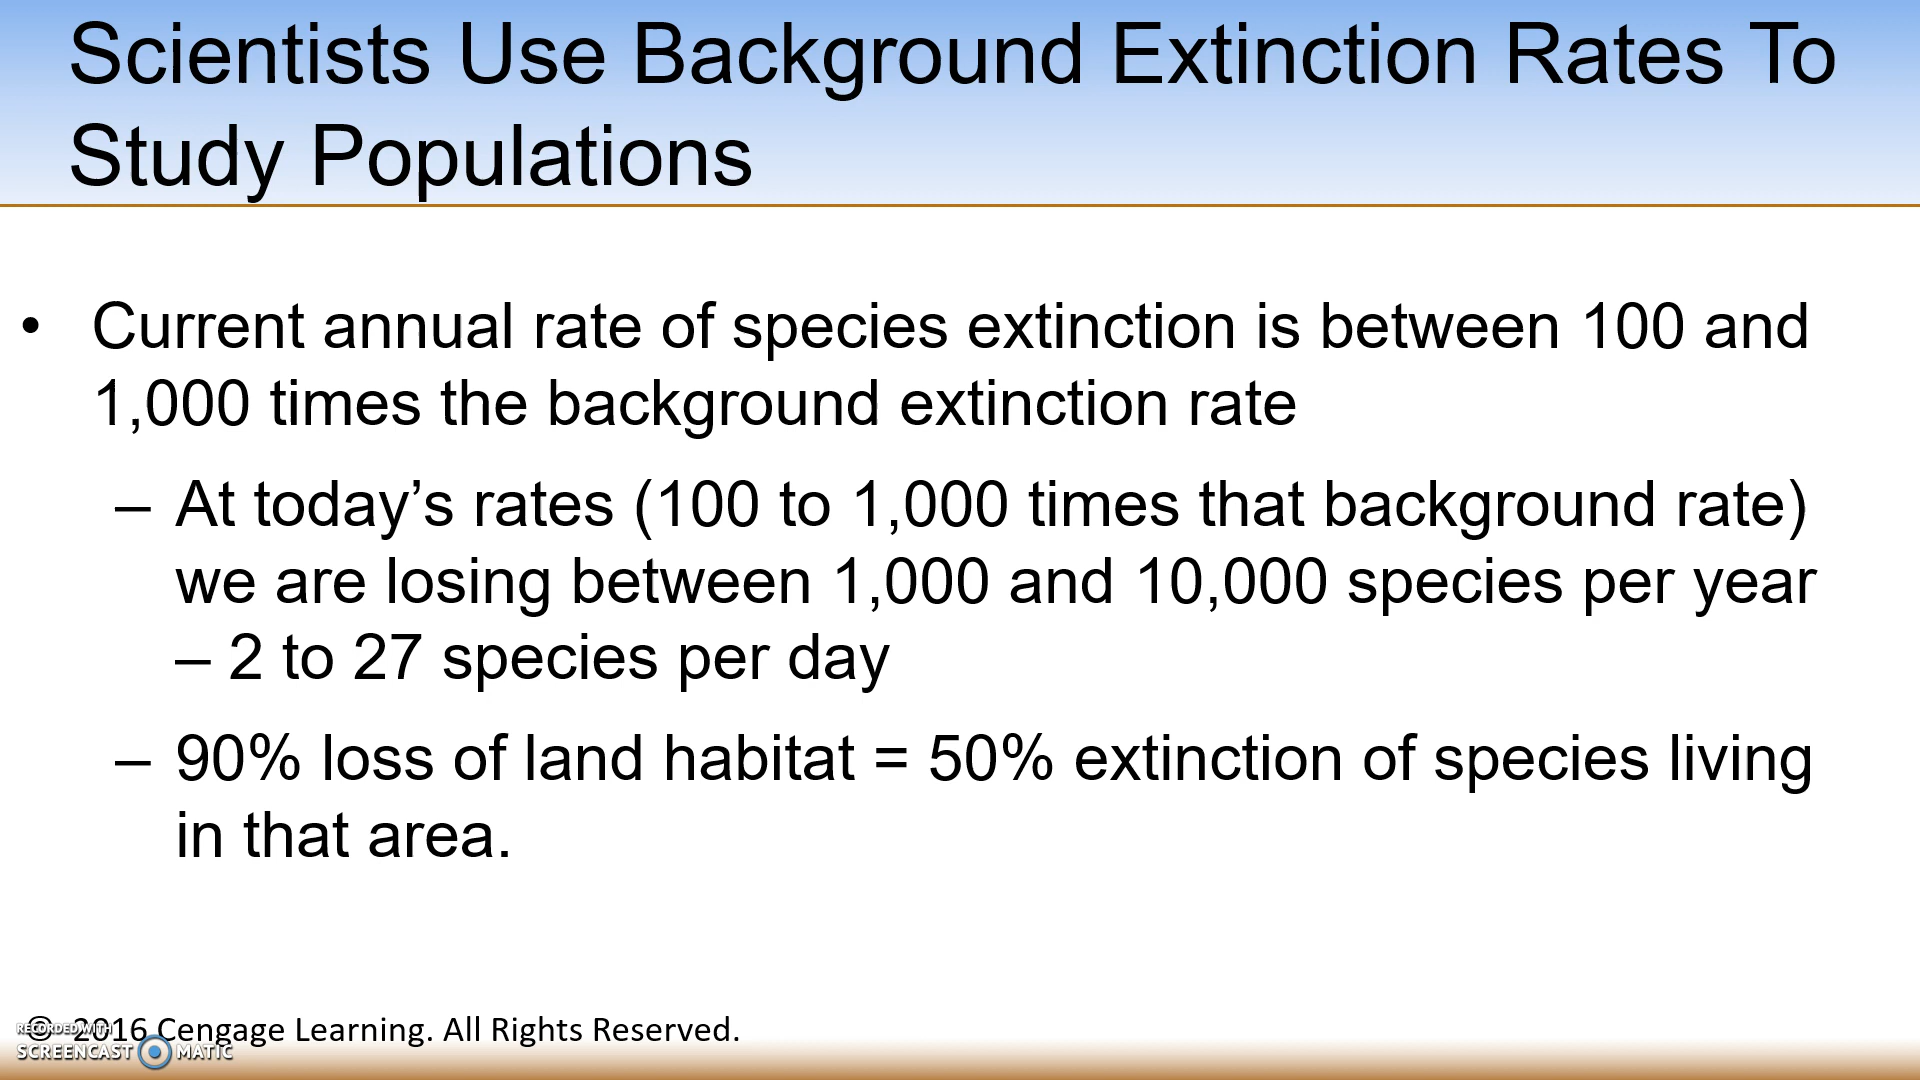 Scientists Use Background Extinction Rates To
Study Populations
• Current annual rate of species extinction is between 100 and
1,000 times the background extinction rate
– At today’s rates (100 to 1,000 times that background rate)
we are losing between 1,000 and 10,000 species per year
– 2 to 27 species per day
– 90% loss of land habitat = 50% extinction of species living
in that area.
© 2016 Cengage Learning. All Rights Reserved.
RECORDED WITH
SCREENCAST MATIC